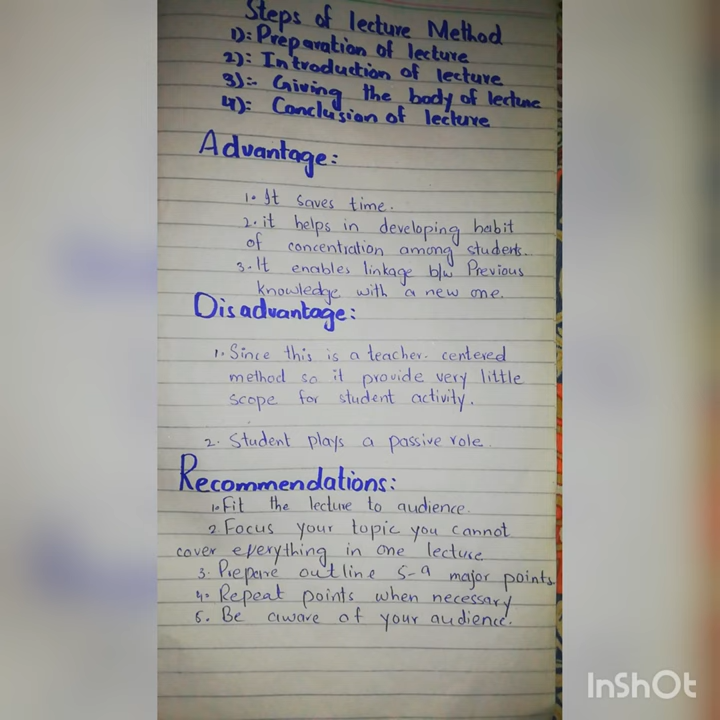 Steps of lecture Method
1): Preparation of lecture
2): Introduction of lecture
3):- Giving the body of lecture
4): Conclusion of lecture
Advantage:
1. It saves time.
2. it helps in developing habit
of concentration among students.
3. It enables linkage b/w Previous
knowledge with a new one.
Disadvantage:
1. Since this is a teacher. centered
method so it provide very little
scope for student activity.
2. Student plays a passive role.
Recommendations:
1. Fit the lecture to audience.
2. Focus your topic you cannot
cover everything in one lecture
3. Prepare outline 5-9 major points.
4. Repeat points when necessary
5. Be aware of your audience.
InShOt